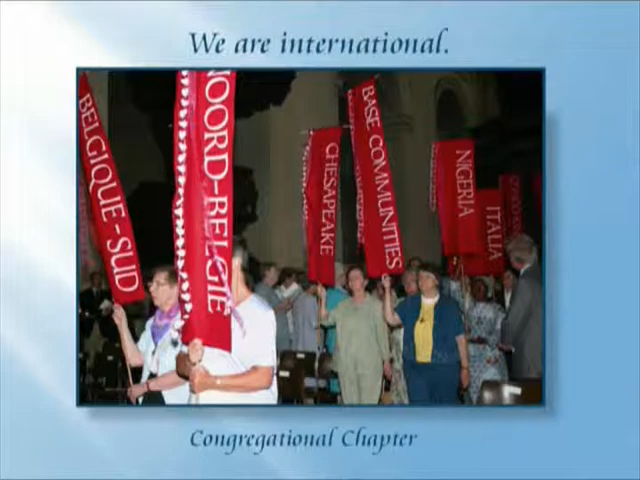 We are international.
BELGIQUE-SUD
NOORD-BELGIE
CHESAPEAKE
BASE COMMUNITIES
NIGERIA
ITALIA
Congregational Chapter